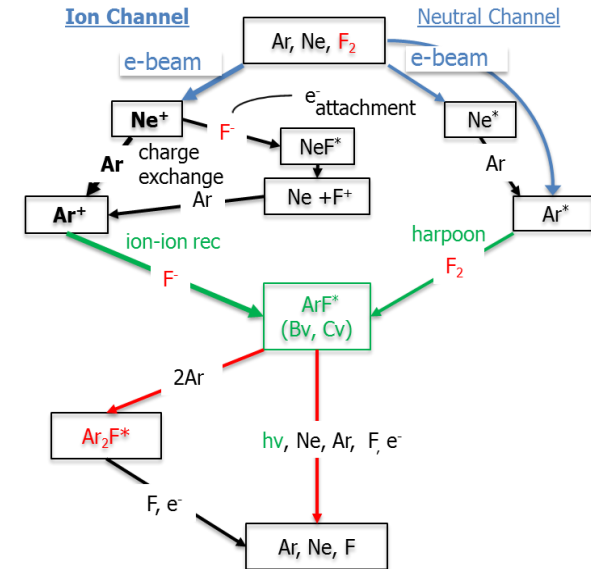 Ion Channel
Neutral Channel
Ar, Ne, F₂
e-beam
e-beam
e⁻
attachment
Ne⁺
F⁻
Ne*
NeF*
Ar
charge
exchange
Ar
Ar
Ne +F⁺
Ar⁺
Ar*
ion-ion rec
harpoon
F⁻
F₂
ArF*
(Bv, Cv)
2Ar
Ar₂F*
hv, Ne, Ar, F, e⁻
F, e⁻
Ar, Ne, F